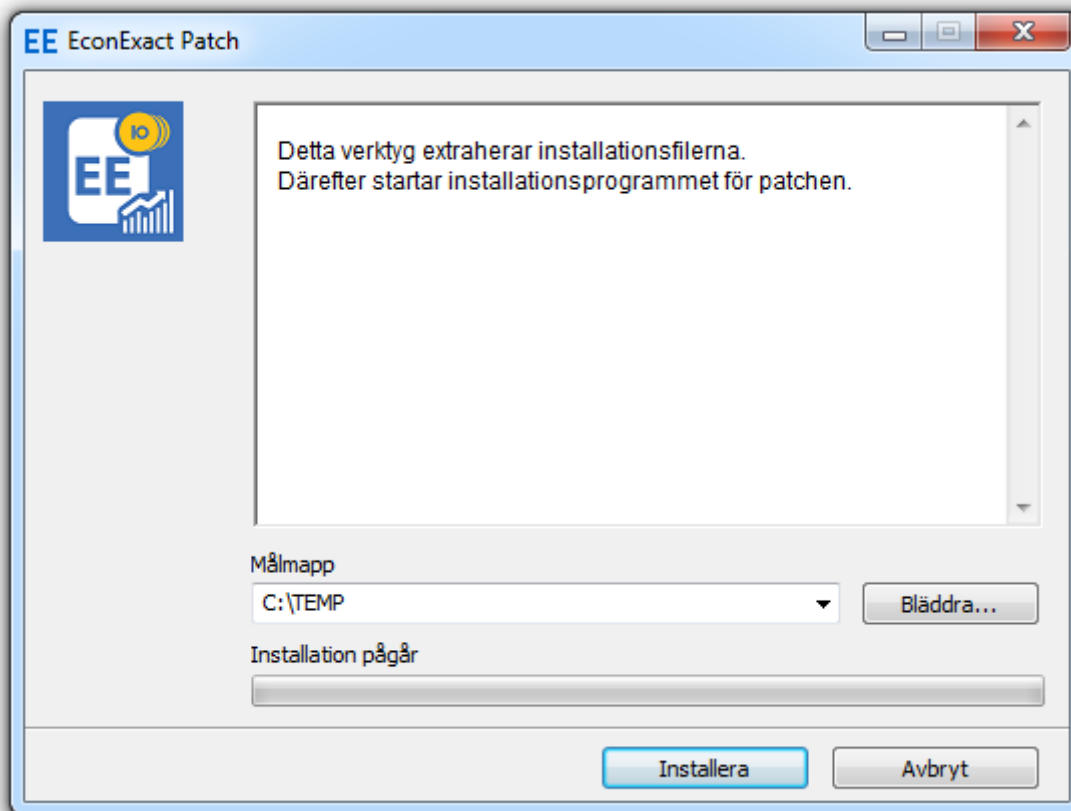 EE EconExact Patch
10
EE
Detta verktyg extraherar installationsfilerna.
Därefter startar installationsprogrammet för patchen.
Målmapp
C:\TEMP
Bläddra...
Installation pågår
Installera
Avbryt